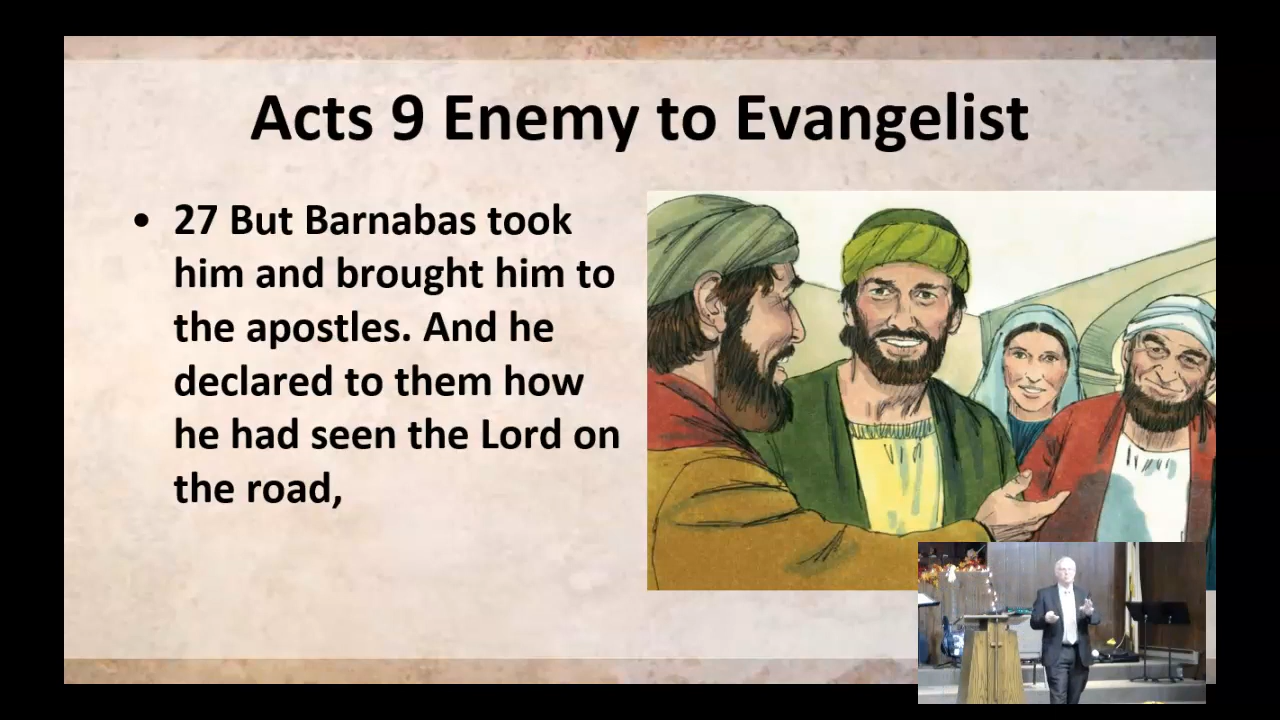 Acts 9 Enemy to Evangelist
• 27 But Barnabas took
him and brought him to
the apostles. And he
declared to them how
he had seen the Lord on
the road,